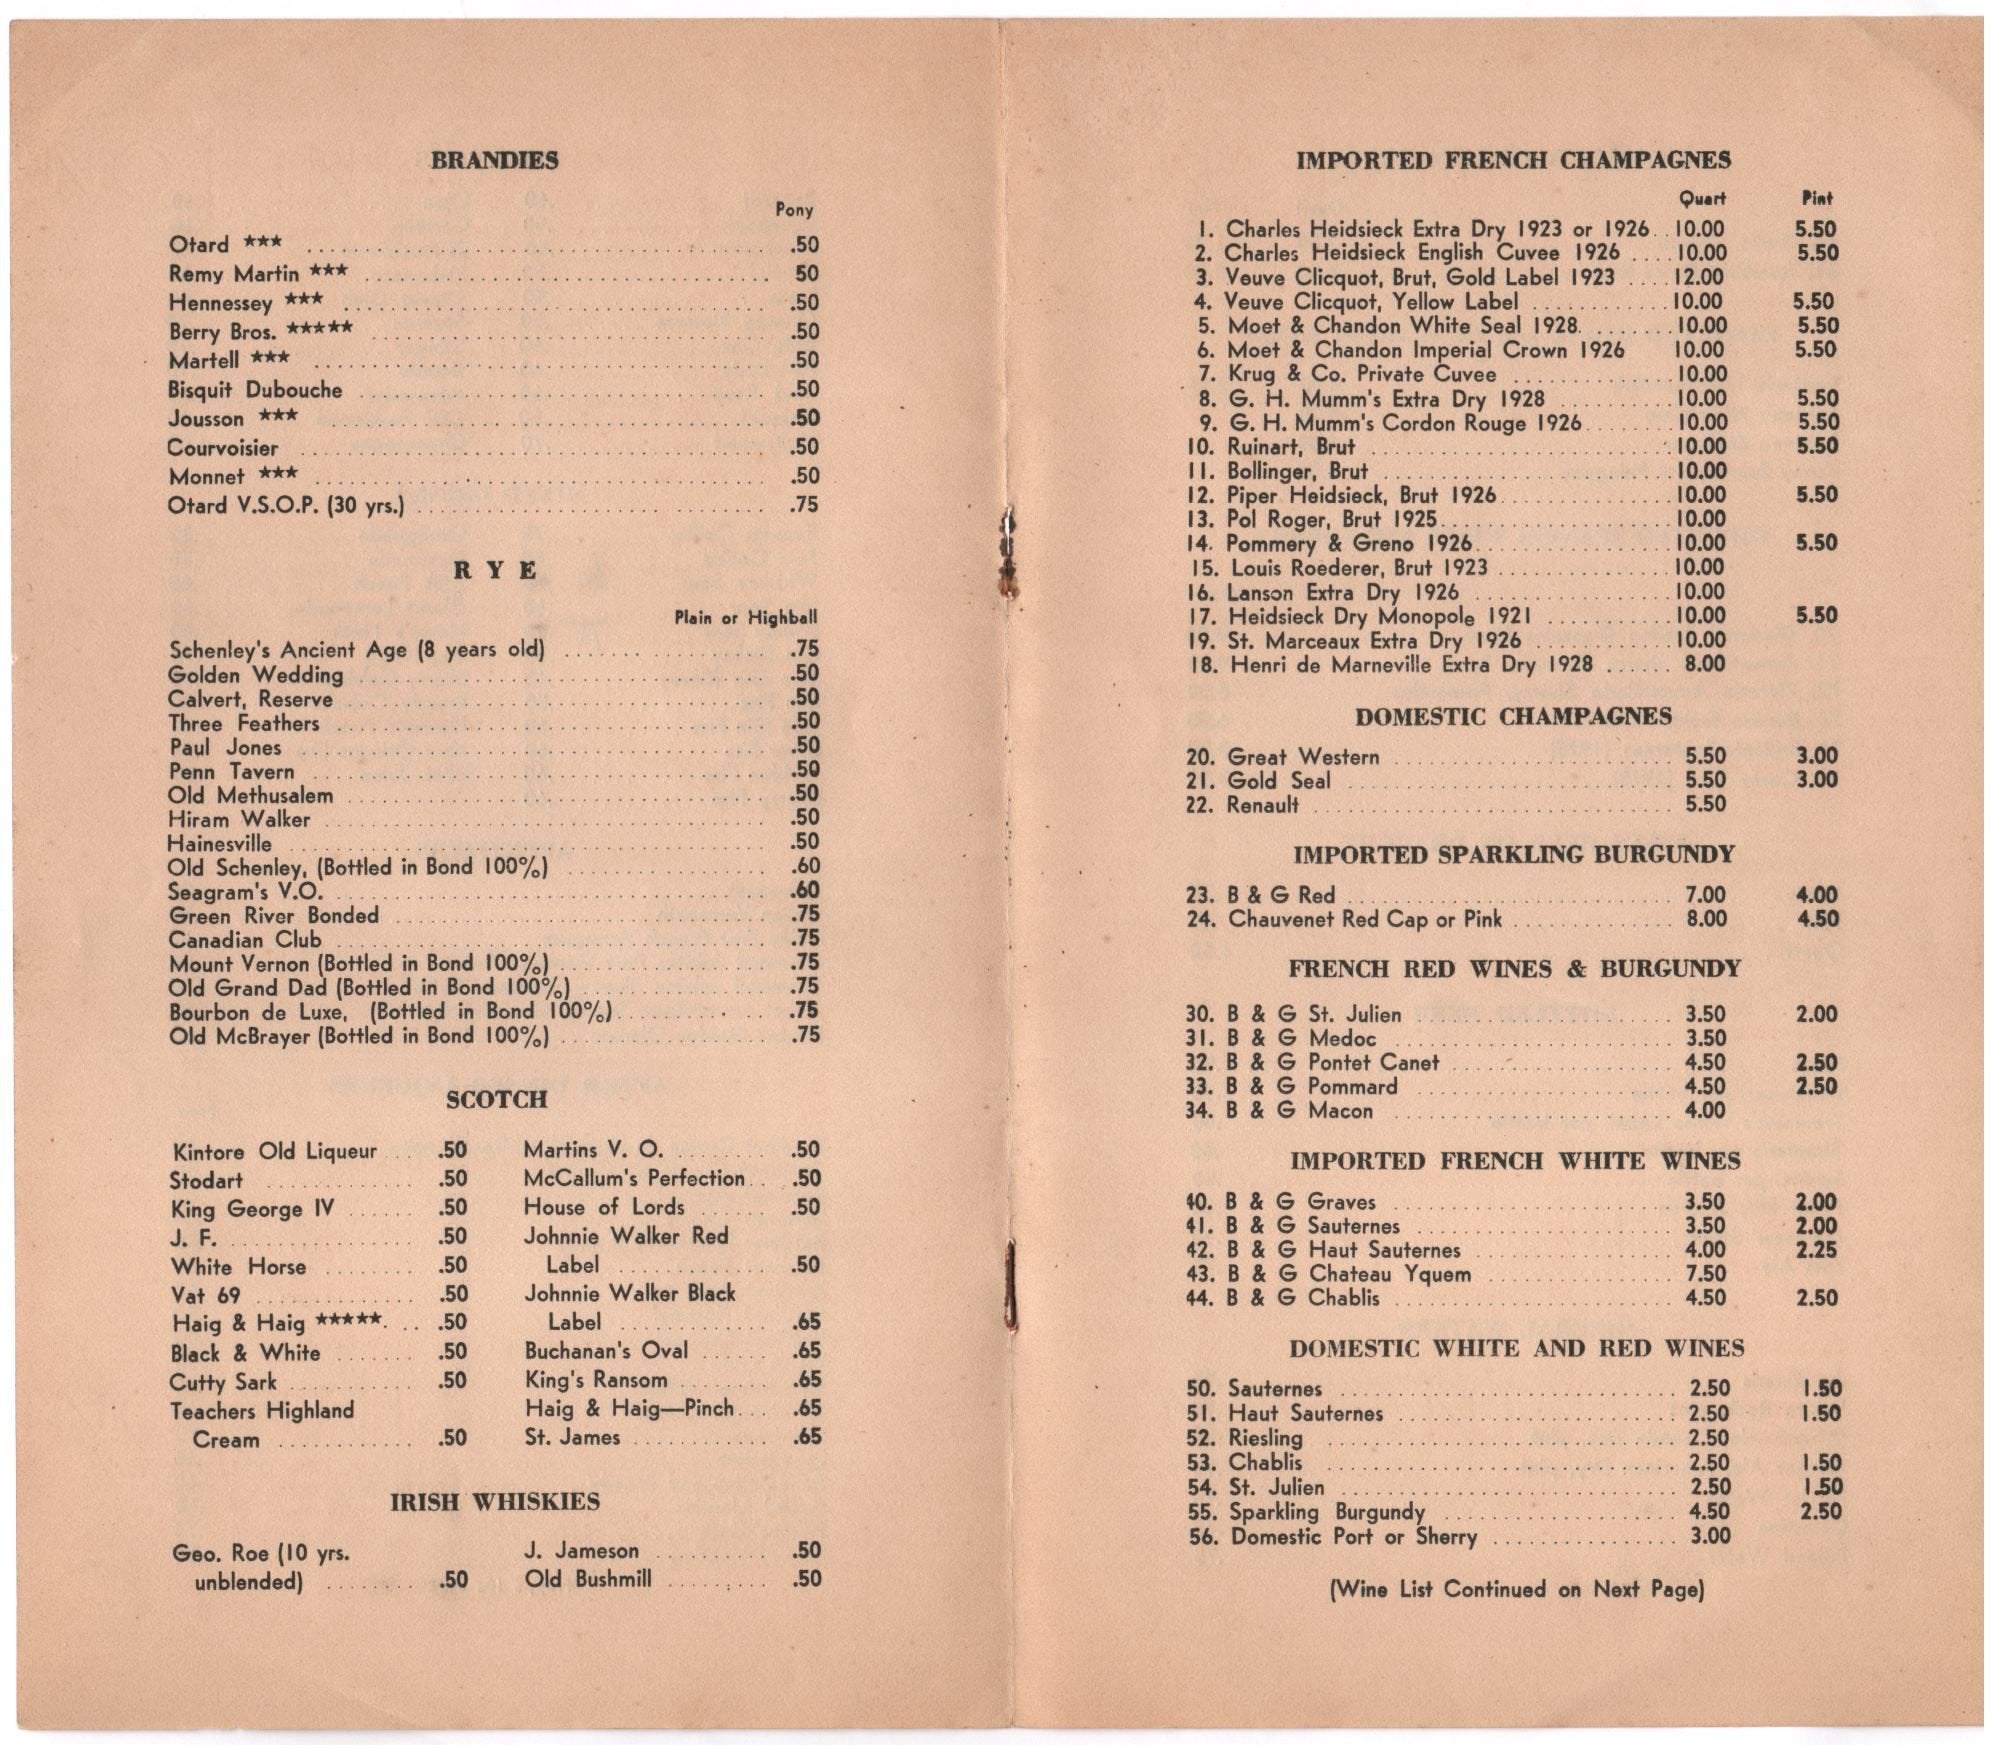 BRANDIES
Pony
Otard ★★★ .50
Remy Martin ★★★ 50
Hennessey ★★★ .50
Berry Bros. ★★★★★ .50
Martell ★★★ .50
Bisquit Dubouche .50
Jousson ★★★ .50
Courvoisier .50
Monnet ★★★ .50
Otard V.S.O.P. (30 yrs.) .75
RYE
Plain or Highball
Schenley's Ancient Age (8 years old) .75
Golden Wedding .50
Calvert, Reserve .50
Three Feathers .50
Paul Jones .50
Penn Tavern .50
Old Methusalem .50
Hiram Walker .50
Hainesville .50
Old Schenley, (Bottled in Bond 100%) .60
Seagram's V.O. .60
Green River Bonded .75
Canadian Club .75
Mount Vernon (Bottled in Bond 100%) .75
Old Grand Dad (Bottled in Bond 100%) .75
Bourbon de Luxe, (Bottled in Bond 100%) .75
Old McBrayer (Bottled in Bond 100%) .75
SCOTCH
Kintore Old Liqueur .50
Stodart .50
King George IV .50
J. F. .50
White Horse .50
Vat 69 .50
Haig & Haig ★★★★★ .50
Black & White .50
Cutty Sark .50
Teachers Highland
Cream .50
Martins V. O. .50
McCallum's Perfection .50
House of Lords .50
Johnnie Walker Red
Label .50
Johnnie Walker Black
Label .65
Buchanan's Oval .65
King's Ransom .65
Haig & Haig—Pinch .65
St. James .65
IRISH WHISKIES
Geo. Roe (10 yrs.
unblended) .50
J. Jameson .50
Old Bushmill .50
IMPORTED FRENCH CHAMPAGNES
Quart Pint
1. Charles Heidsieck Extra Dry 1923 or 1926 10.00 5.50
2. Charles Heidsieck English Cuvee 1926 10.00 5.50
3. Veuve Clicquot, Brut, Gold Label 1923 12.00
4. Veuve Clicquot, Yellow Label 10.00 5.50
5. Moet & Chandon White Seal 1928 10.00 5.50
6. Moet & Chandon Imperial Crown 1926 10.00 5.50
7. Krug & Co. Private Cuvee 10.00
8. G. H. Mumm's Extra Dry 1928 10.00 5.50
9. G. H. Mumm's Cordon Rouge 1926 10.00 5.50
10. Ruinart, Brut 10.00 5.50
11. Bollinger, Brut 10.00
12. Piper Heidsieck, Brut 1926 10.00 5.50
13. Pol Roger, Brut 1925 10.00
14. Pommery & Greno 1926 10.00 5.50
15. Louis Roederer, Brut 1923 10.00
16. Lanson Extra Dry 1926 10.00
17. Heidsieck Dry Monopole 1921 10.00 5.50
19. St. Marceaux Extra Dry 1926 10.00
18. Henri de Marneville Extra Dry 1928 8.00
DOMESTIC CHAMPAGNES
20. Great Western 5.50 3.00
21. Gold Seal 5.50 3.00
22. Renault 5.50
IMPORTED SPARKLING BURGUNDY
23. B & G Red 7.00 4.00
24. Chauvenet Red Cap or Pink 8.00 4.50
FRENCH RED WINES & BURGUNDY
30. B & G St. Julien 3.50 2.00
31. B & G Medoc 3.50
32. B & G Pontet Canet 4.50 2.50
33. B & G Pommard 4.50 2.50
34. B & G Macon 4.00
IMPORTED FRENCH WHITE WINES
40. B & G Graves 3.50 2.00
41. B & G Sauternes 3.50 2.00
42. B & G Haut Sauternes 4.00 2.25
43. B & G Chateau Yquem 7.50
44. B & G Chablis 4.50 2.50
DOMESTIC WHITE AND RED WINES
50. Sauternes 2.50 1.50
51. Haut Sauternes 2.50 1.50
52. Riesling 2.50
53. Chablis 2.50 1.50
54. St. Julien 2.50 1.50
55. Sparkling Burgundy 4.50 2.50
56. Domestic Port or Sherry 3.00
(Wine List Continued on Next Page)